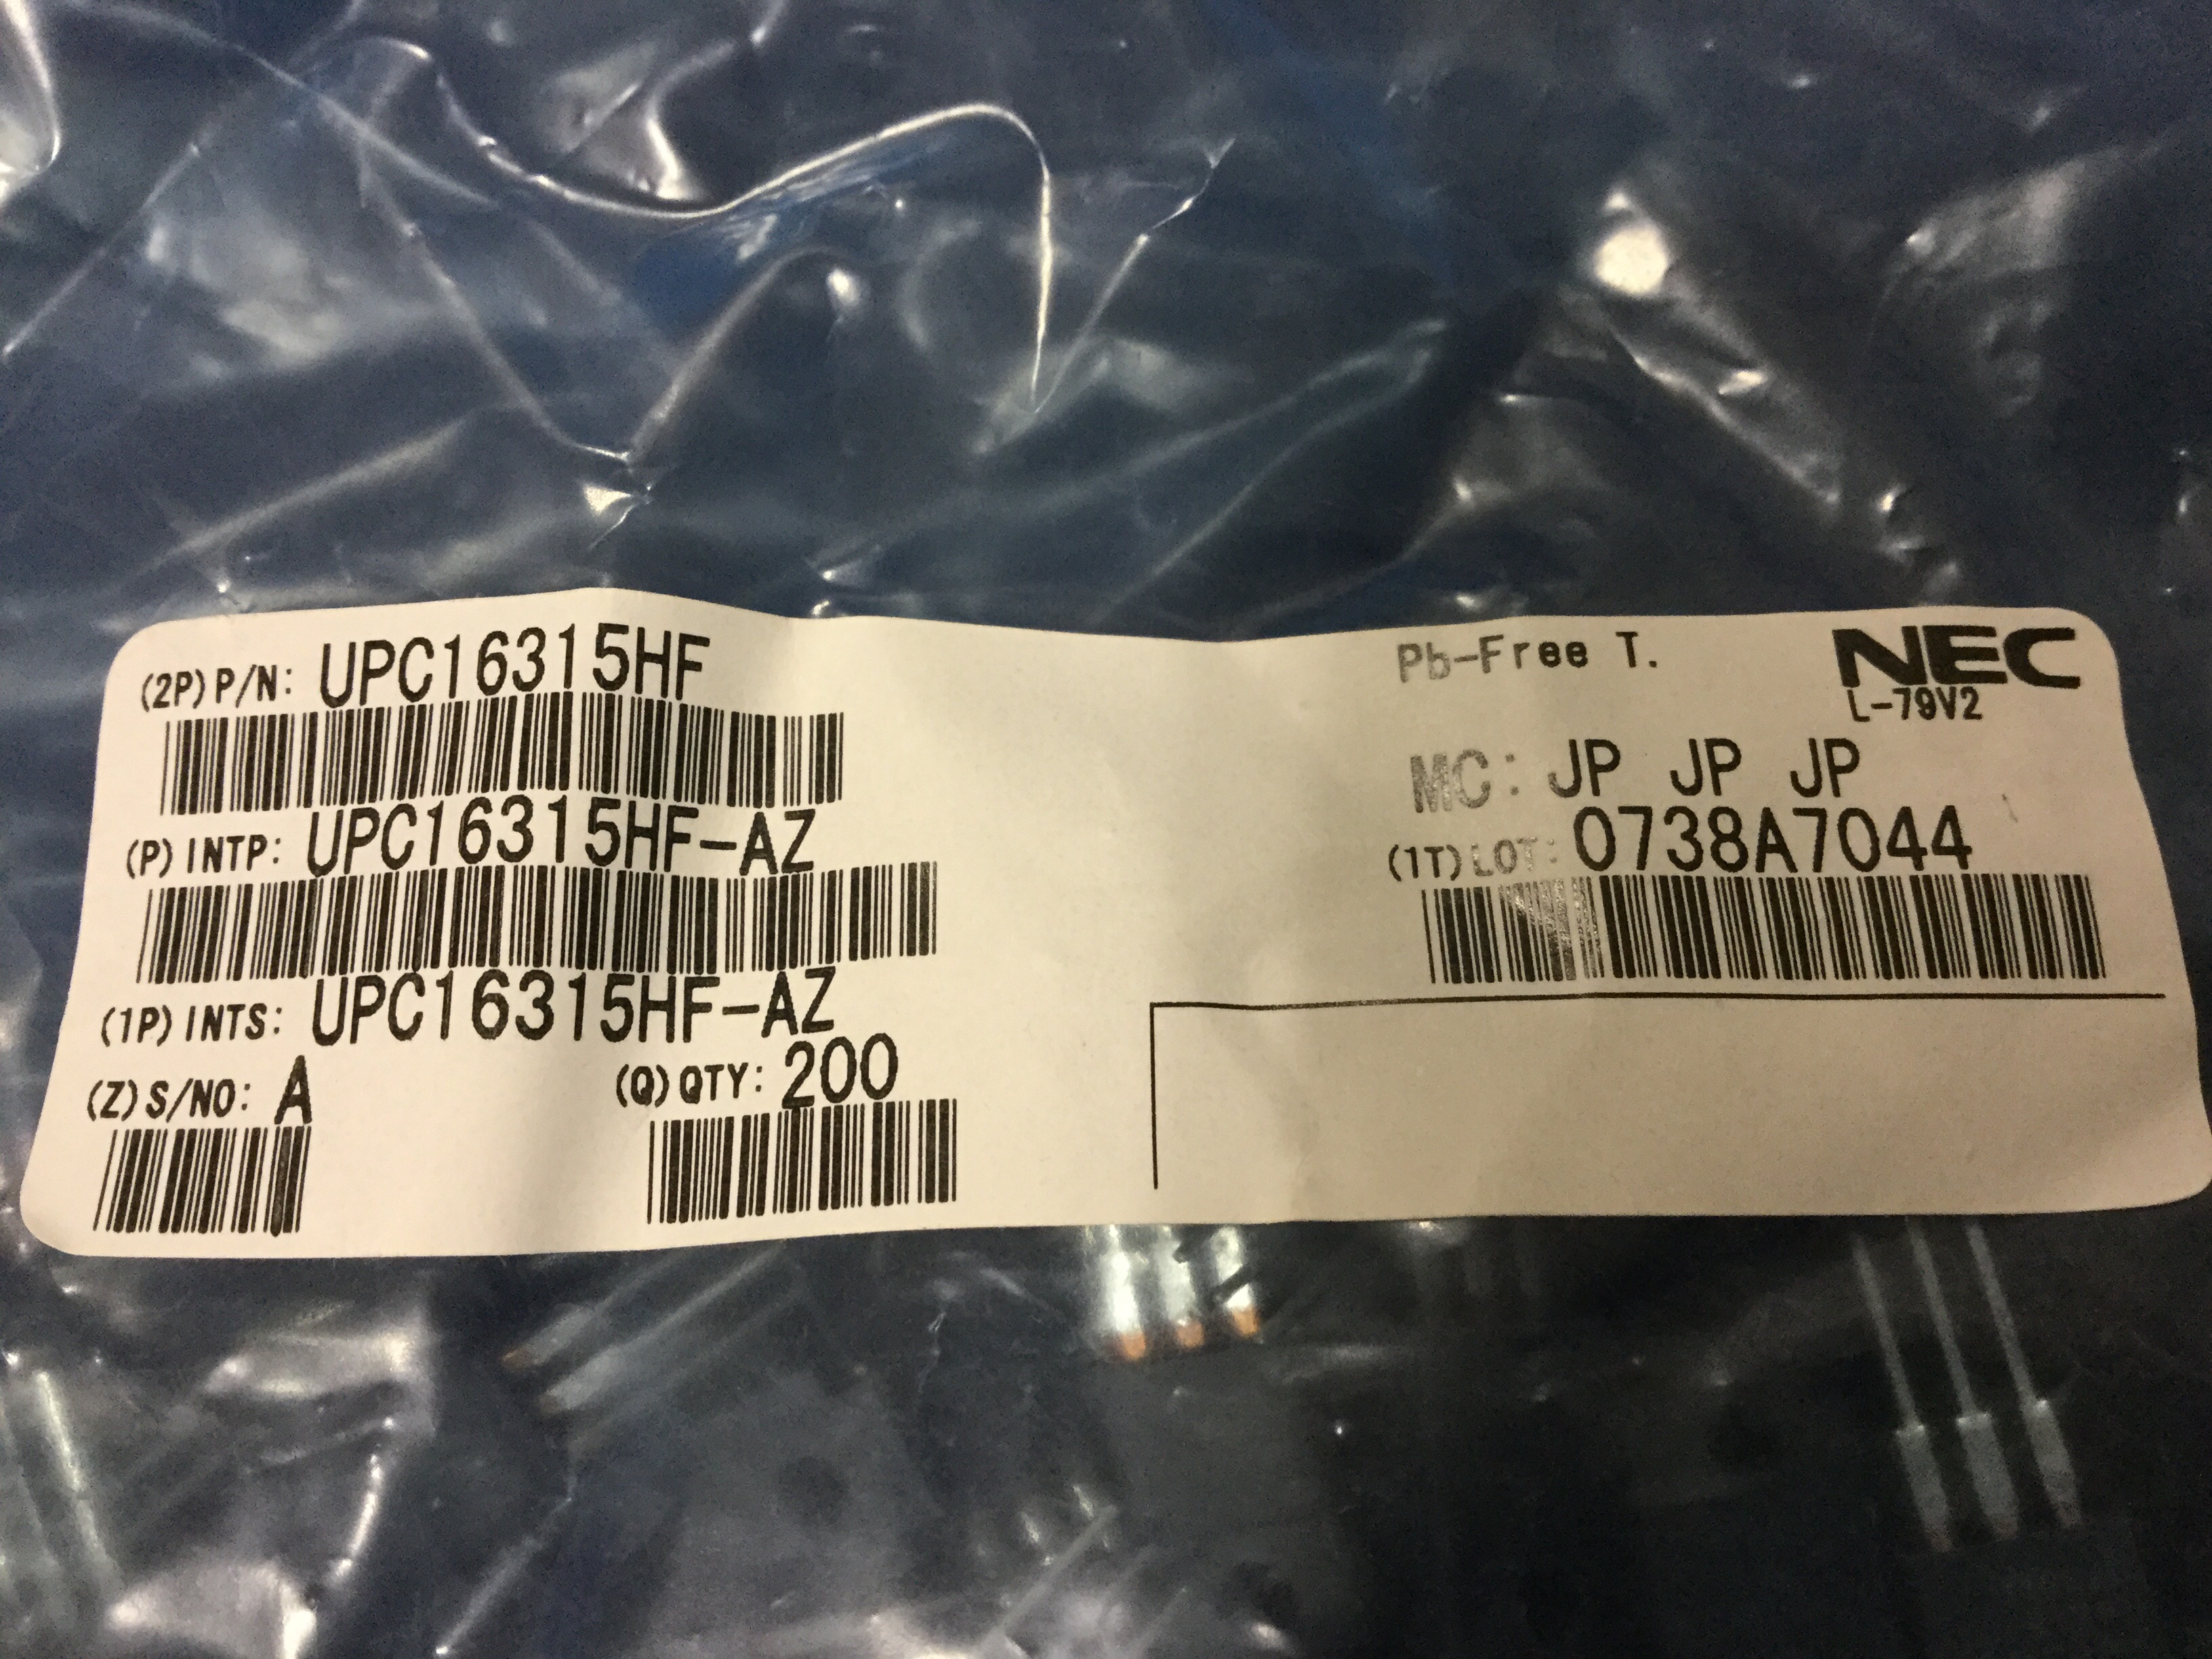 (2P) P/N: UPC16315HF
(P) INTP: UPC16315HF-AZ
(1P) INTS: UPC16315HF-AZ
(Z) S/NO: A (Q) QTY: 200
Pb-Free T. NEC
L-79V2
MC: JP JP JP
(1T) LOT: 0738A7044